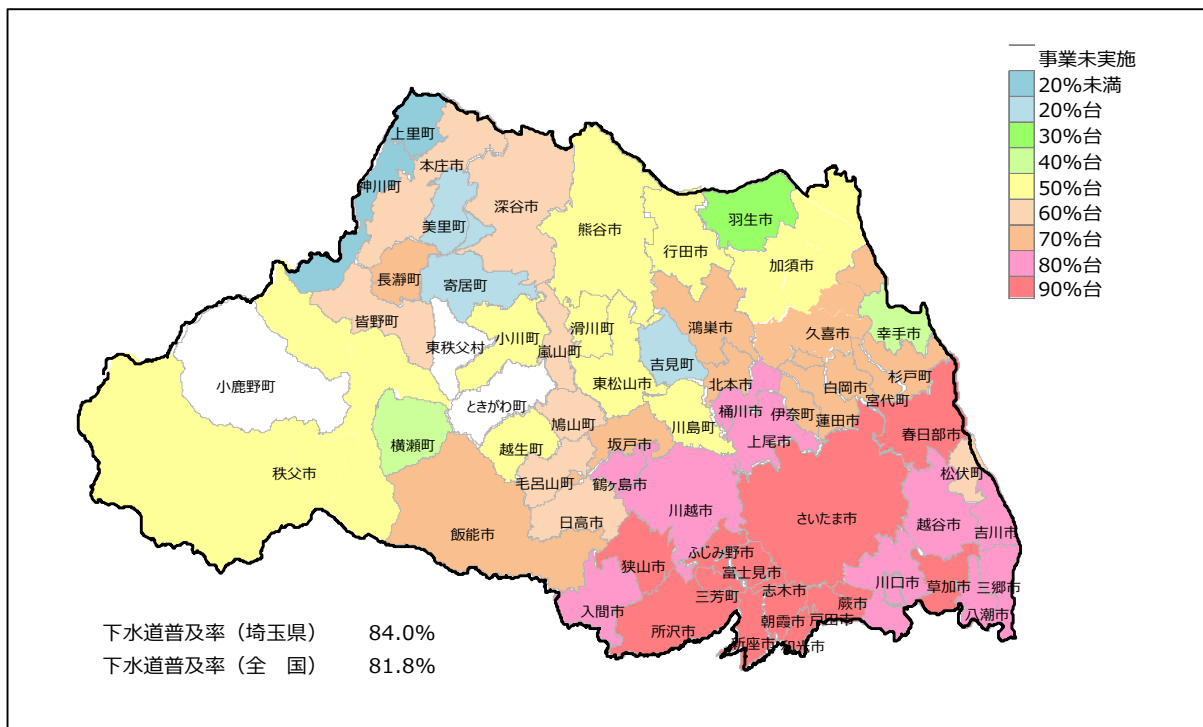 事業未実施
20%未満
20%台
30%台
40%台
50%台
60%台
70%台
80%台
90%台
上里町
本庄市
神川町
深谷市
美里町
羽生市
熊谷市
行田市
加須市
長瀞町
寄居町
皆野町
鴻巣市
久喜市
幸手市
滑川町
小川町
東秩父村
嵐山町
吉見町
杉戸町
小鹿野町
東松山市
北本市
白岡市
宮代町
ときがわ町
桶川市
伊奈町
蓮田市
鳩山町
川島町
春日部市
横瀬町
越生町
坂戸市
上尾市
秩父市
松伏町
毛呂山町
鶴ヶ島市
川越市
さいたま市
日高市
越谷市
吉川市
飯能市
ふじみ野市
狭山市
富士見市
川口市
草加市
三郷市
三芳町
志木市
入間市
蕨市
八潮市
朝霞市
戸田市
所沢市
新座市
和光市
下水道普及率（埼玉県） 84.0%
下水道普及率（全　国） 81.8%